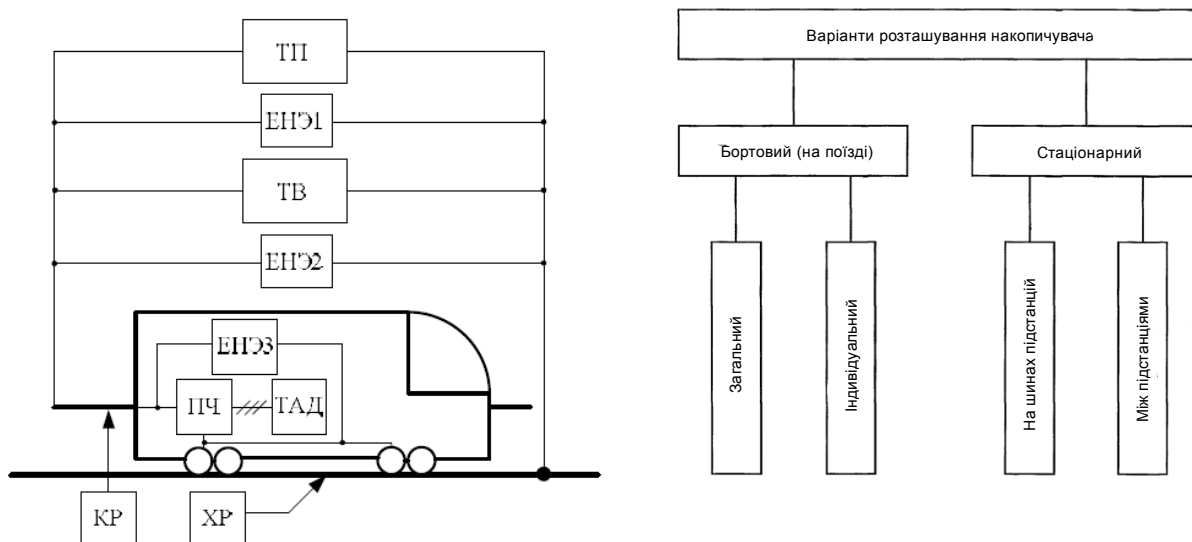 ТП
ЕНЭ1
ТВ
ЕНЭ2
ЕНЭ3
ПЧ
ТАД
КР
ХР
Варіанти розташування накопичувача
Бортовий (на поїзді)
Стаціонарний
Загальний
Індивідуальний
На шинах підстанцій
Між підстанціями